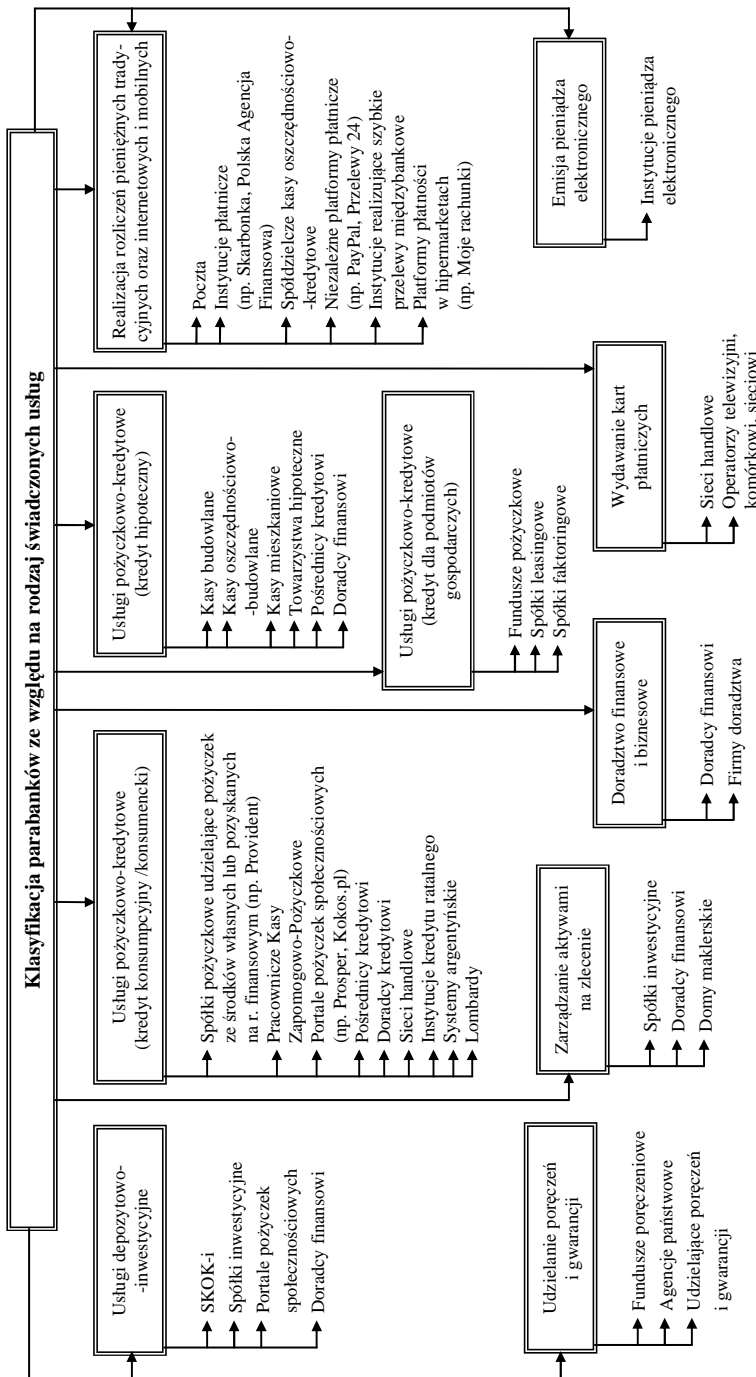 Klasyfikacja parabanków ze względu na rodzaj świadczonych usług
Usługi depozytowo-
-inwestycyjne
SKOK-i
Spółki inwestycyjne
Portale pożyczek
społecznościowych
Doradcy finansowi
Usługi pożyczkowo-kredytowe
(kredyt konsumpcyjny /konsumencki)
Spółki pożyczkowe udzielające pożyczek
ze środków własnych lub pozyskanych
na r. finansowym (np. Provident)
Pracownicze Kasy
Zapomogowo-Pożyczkowe
Portale pożyczek społecznościowych
(np. Prosper, Kokos.pl)
Pośrednicy kredytowi
Doradcy kredytowi
Sieci handlowe
Instytucje kredytu ratalnego
Systemy argentyńskie
Lombardy
Usługi pożyczkowo-kredytowe
(kredyt hipoteczny)
Kasy budowlane
Kasy oszczędnościowo-
-budowlane
Kasy mieszkaniowe
Towarzystwa hipoteczne
Pośrednicy kredytowi
Doradcy finansowi
Realizacja rozliczeń pieniężnych trady-
cyjnych oraz internetowych i mobilnych
Poczta
Instytucje płatnicze
(np. Skarbonka, Polska Agencja
Finansowa)
Spółdzielcze kasy oszczędnościowo-
-kredytowe
Niezależne platformy płatnicze
(np. PayPal, Przelewy 24)
Instytucje realizujące szybkie
przelewy międzybankowe
Platformy płatności
w hipermarketach
(np. Moje rachunki)
Usługi pożyczkowo-kredytowe
(kredyt dla podmiotów
gospodarczych)
Fundusze pożyczkowe
Spółki leasingowe
Spółki faktoringowe
Udzielanie poręczeń
i gwarancji
Fundusze poręczeniowe
Agencje państwowe
Udzielające poręczeń
i gwarancji
Zarządzanie aktywami
na zlecenie
Spółki inwestycyjne
Doradcy finansowi
Domy maklerskie
Doradztwo finansowe
i biznesowe
Doradcy finansowi
Firmy doradztwa
Wydawanie kart
płatniczych
Sieci handlowe
Operatorzy telewizyjni,
komórkowi, sieciowi
Emisja pieniądza
elektronicznego
Instytucje pieniądza
elektronicznego